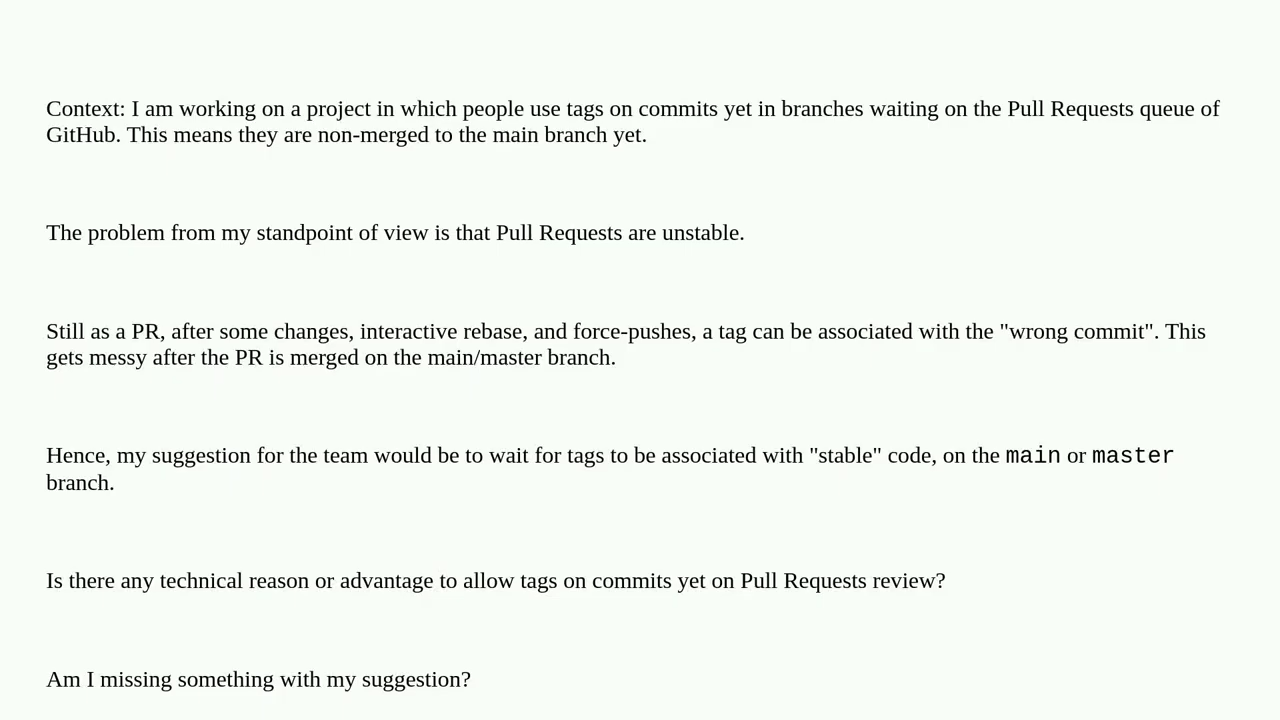 Context: I am working on a project in which people use tags on commits yet in branches waiting on the Pull Requests queue of
GitHub. This means they are non-merged to the main branch yet.
The problem from my standpoint of view is that Pull Requests are unstable.
Still as a PR, after some changes, interactive rebase, and force-pushes, a tag can be associated with the "wrong commit". This
gets messy after the PR is merged on the main/master branch.
Hence, my suggestion for the team would be to wait for tags to be associated with "stable" code, on the main or master
branch.
Is there any technical reason or advantage to allow tags on commits yet on Pull Requests review?
Am I missing something with my suggestion?